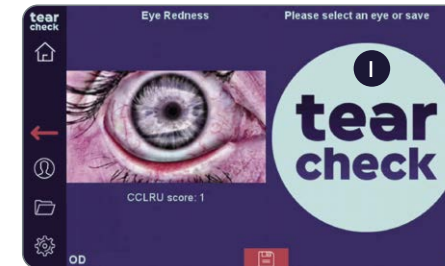 tear
check
Eye Redness
Please select an eye or save
I
tear
check
CCLRU score: 1
OD